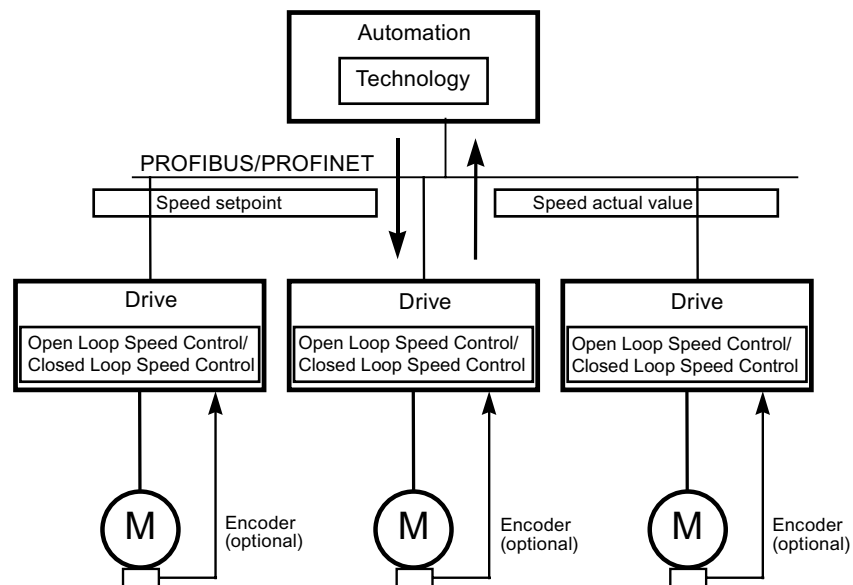 Automation
Technology
PROFIBUS/PROFINET
Speed setpoint
Speed actual value
Drive
Open Loop Speed Control/
Closed Loop Speed Control
Drive
Open Loop Speed Control/
Closed Loop Speed Control
Drive
Open Loop Speed Control/
Closed Loop Speed Control
M
Encoder
(optional)
M
Encoder
(optional)
M
Encoder
(optional)